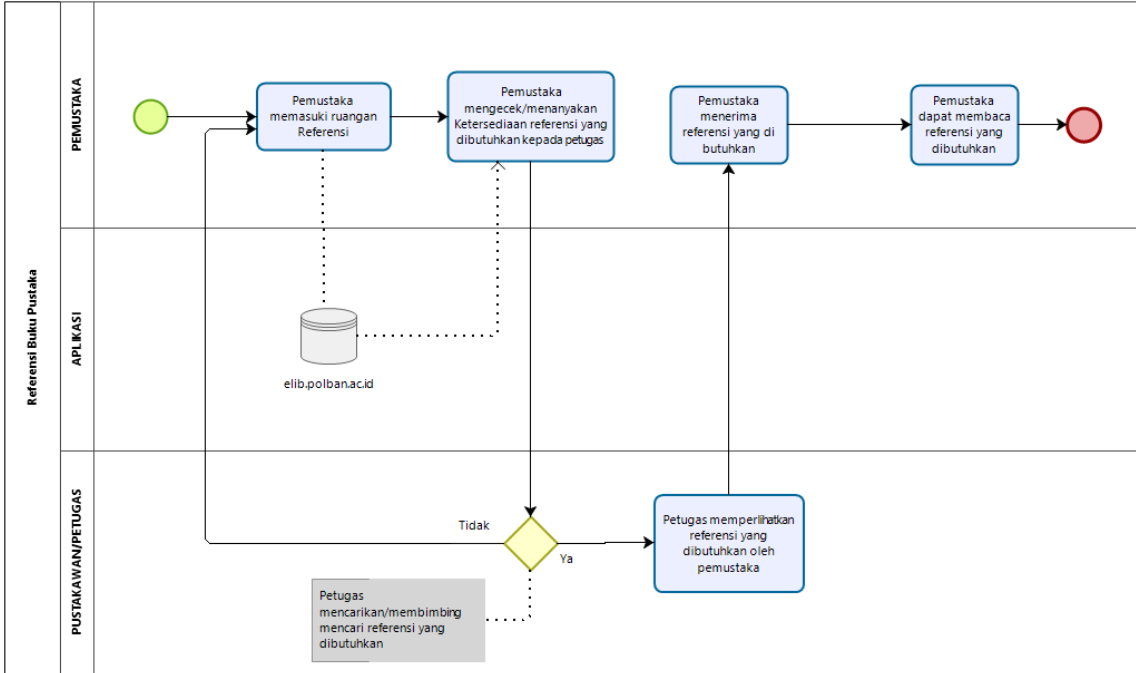 Referensi Buku Pustaka
PEMUSTAKA
Pemustaka
memasuki ruangan
Referensi
Pemustaka
mengecek/menanyakan
Ketersediaan referensi yang
dibutuhkan kepada petugas
Pemustaka
menerima
referensi yang di
butuhkan
Pemustaka
dapat membaca
referensi yang
dibutuhkan
APLIKASI
elib.polban.ac.id
PUSTAKAWAN/PETUGAS
Tidak
Ya
Petugas memperlihatkan
referensi yang
dibutuhkan oleh
pemustaka
Petugas
mencarikan/membimbing
mencari referensi yang
dibutuhkan